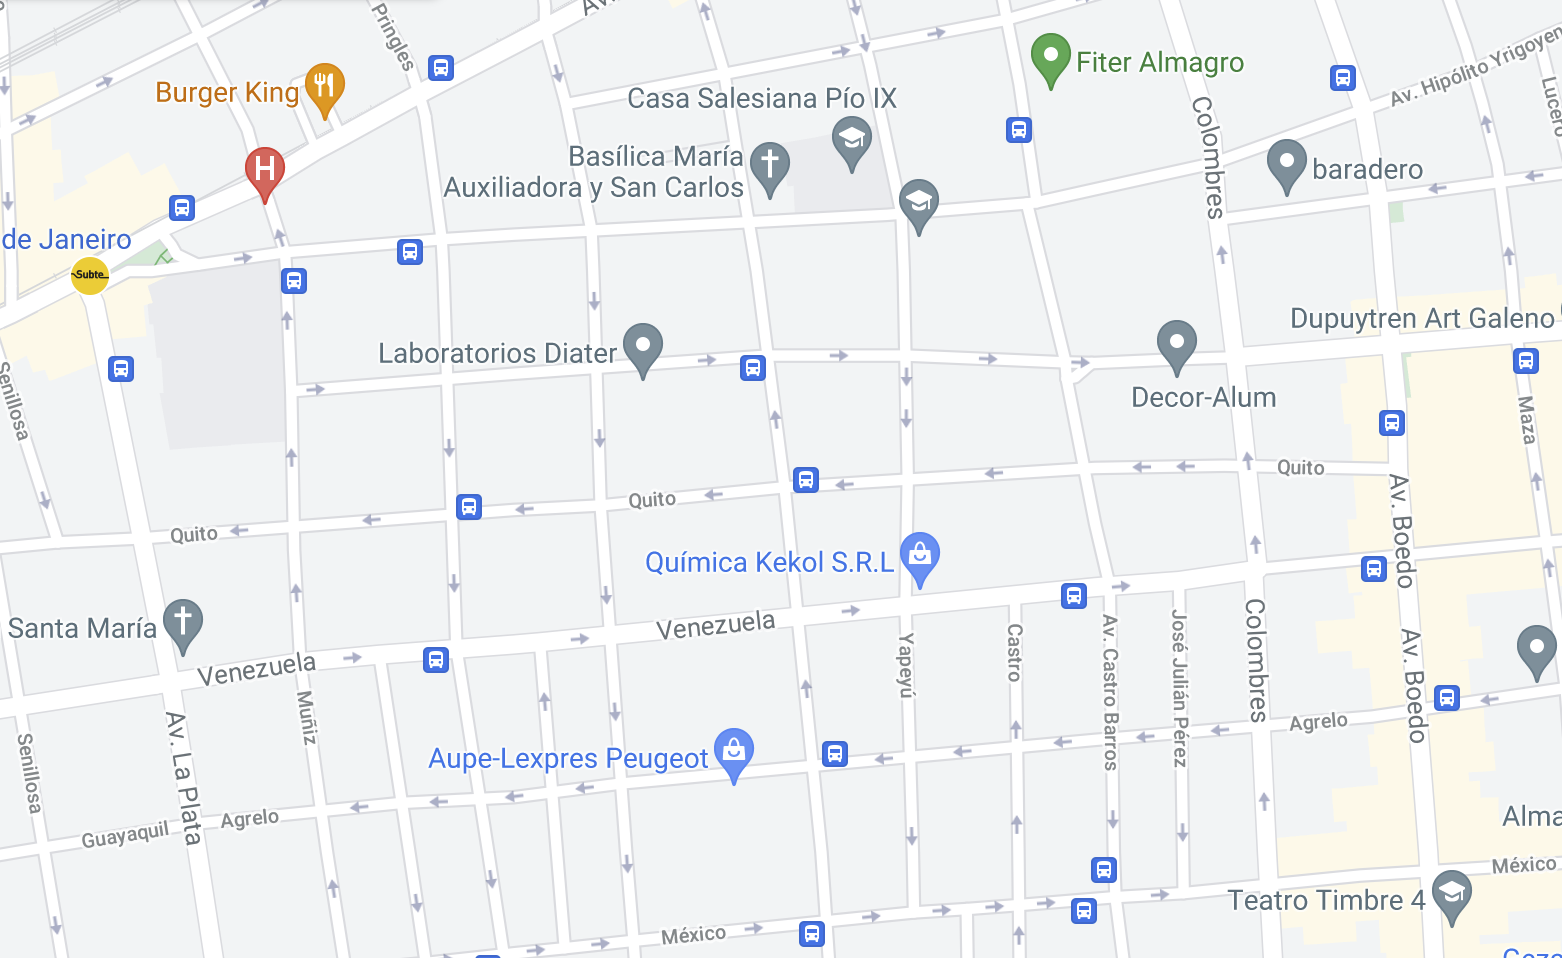 Av.
Pringles
Burger King
Fiter Almagro
Casa Salesiana Pío IX
Av. Hipólito Yrigoyen
Lucero
Colombres
H
Basílica María
Auxiliadora y San Carlos
baradero
de Janeiro
Subte
Dupuytren Art Galeno
Laboratorios Diater
Decor-Alum
Senillosa
Maza
Quito
Quito
Quito
Av. Boedo
Química Kekol S.R.L
Santa María
Venezuela
Venezuela
Yapeyú
Castro
Av. Castro Barros
José Julián Pérez
Colombres
Av. Boedo
Muñiz
Av. La Plata
Senillosa
Agrelo
Aupe-Lexpres Peugeot
Guayaquil
Agrelo
Alma
México
Teatro Timbre 4
México